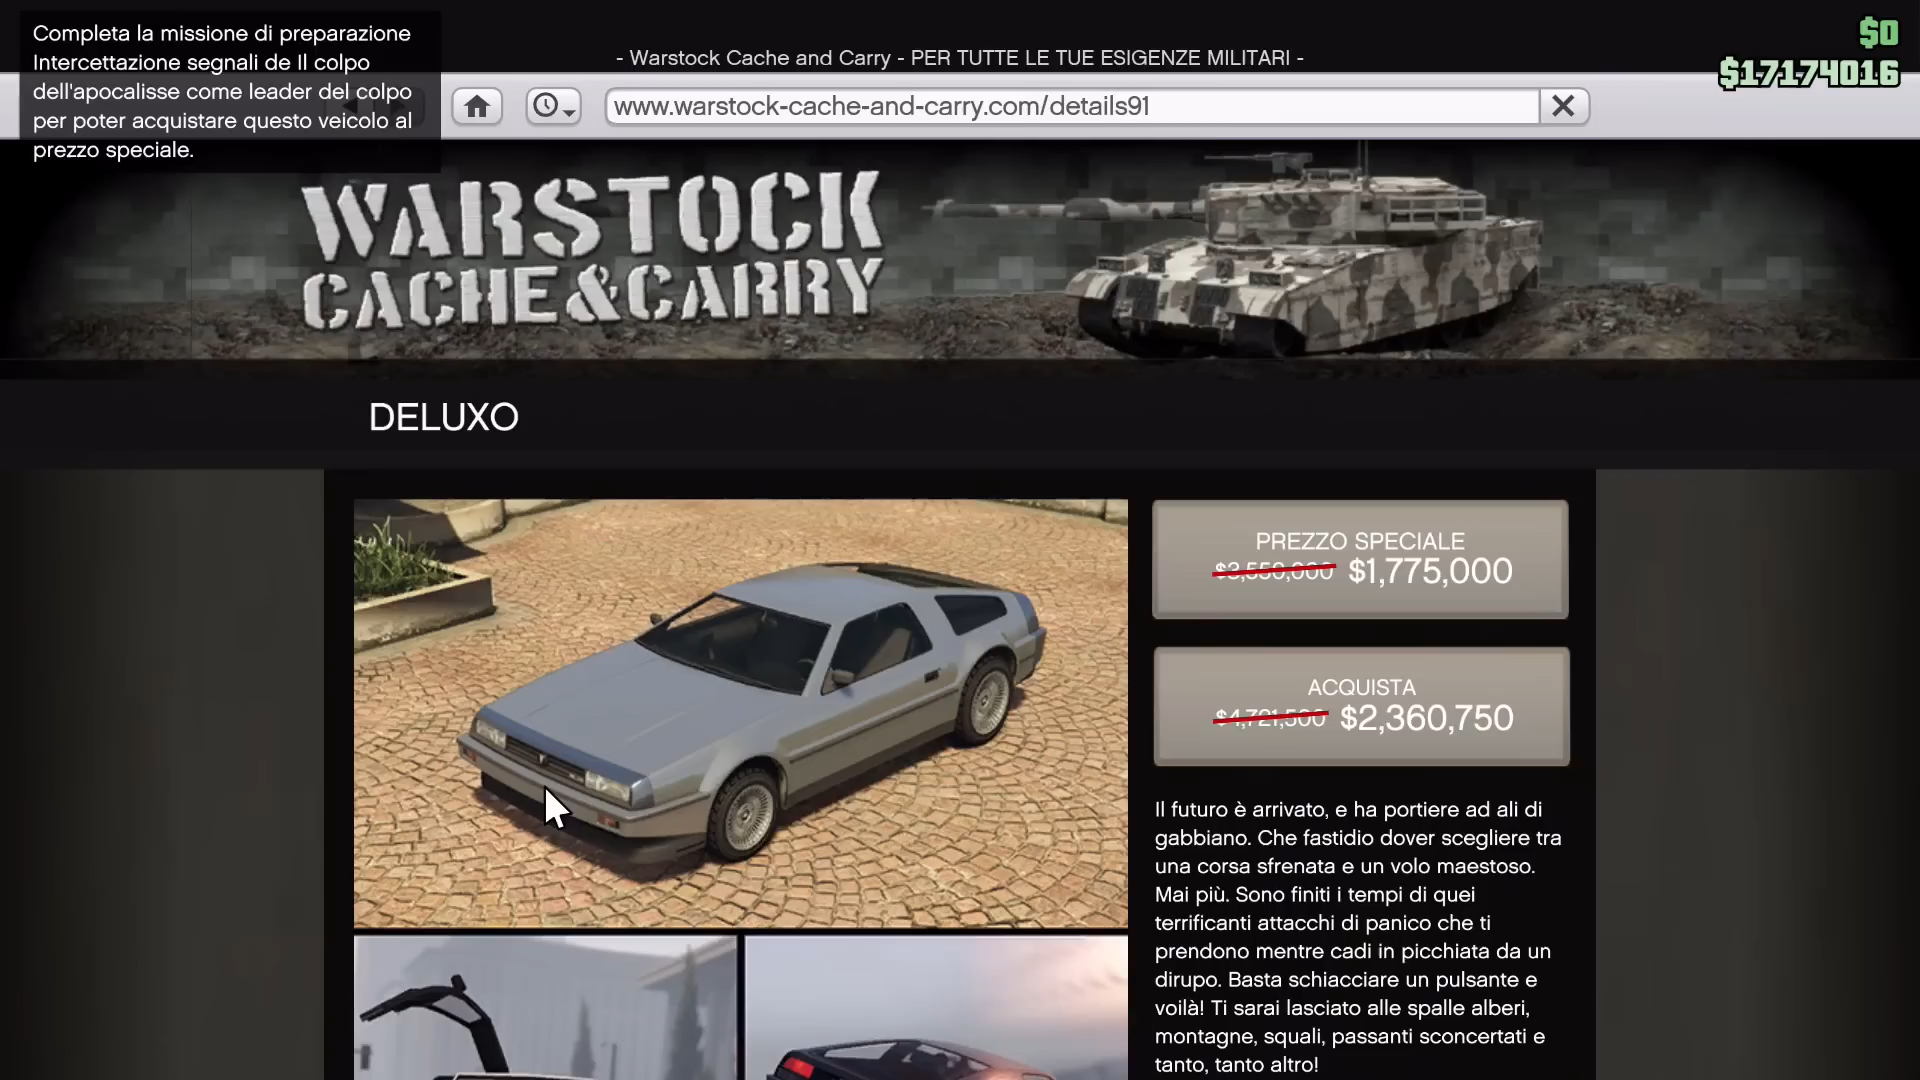 Completa la missione di preparazione
Intercettazione segnali de Il colpo
dell'apocalisse come leader del colpo
per poter acquistare questo veicolo al
prezzo speciale.
- Warstock Cache and Carry - PER TUTTE LE TUE ESIGENZE MILITARI -
$0
$17174016
www.warstock-cache-and-carry.com/details91
WARSTOCK
CACHE&CARRY
DELUXO
PREZZO SPECIALE
$3,550,000 $1,775,000
ACQUISTA
$4,721,500 $2,360,750
Il futuro è arrivato, e ha portiere ad ali di
gabbiano. Che fastidio dover scegliere tra
una corsa sfrenata e un volo maestoso.
Mai più. Sono finiti i tempi di quei
terrificanti attacchi di panico che ti
prendono mentre cadi in picchiata da un
dirupo. Basta schiacciare un pulsante e
voilà! Ti sarai lasciato alle spalle alberi,
montagne, squali, passanti sconcertati e
tanto, tanto altro!